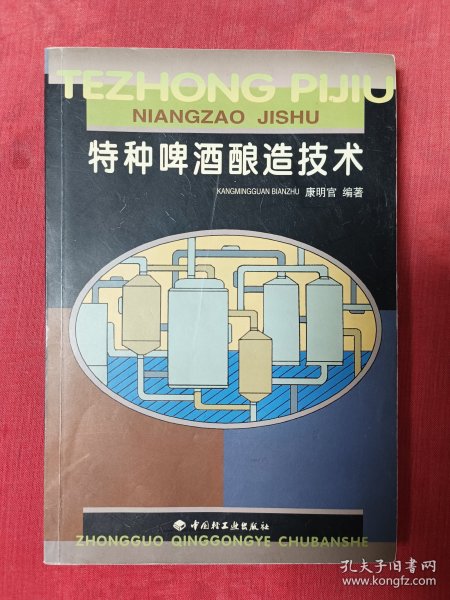 TEZHONG PIJIU
NIANGZAO JISHU
特种啤酒酿造技术
KANGMINGGUAN BIANZHU 康明官 编著
中国轻工业出版社
ZHONGGUO QINGGONGYE CHUBANSHE
孔夫子旧书网
www.kongfz.com